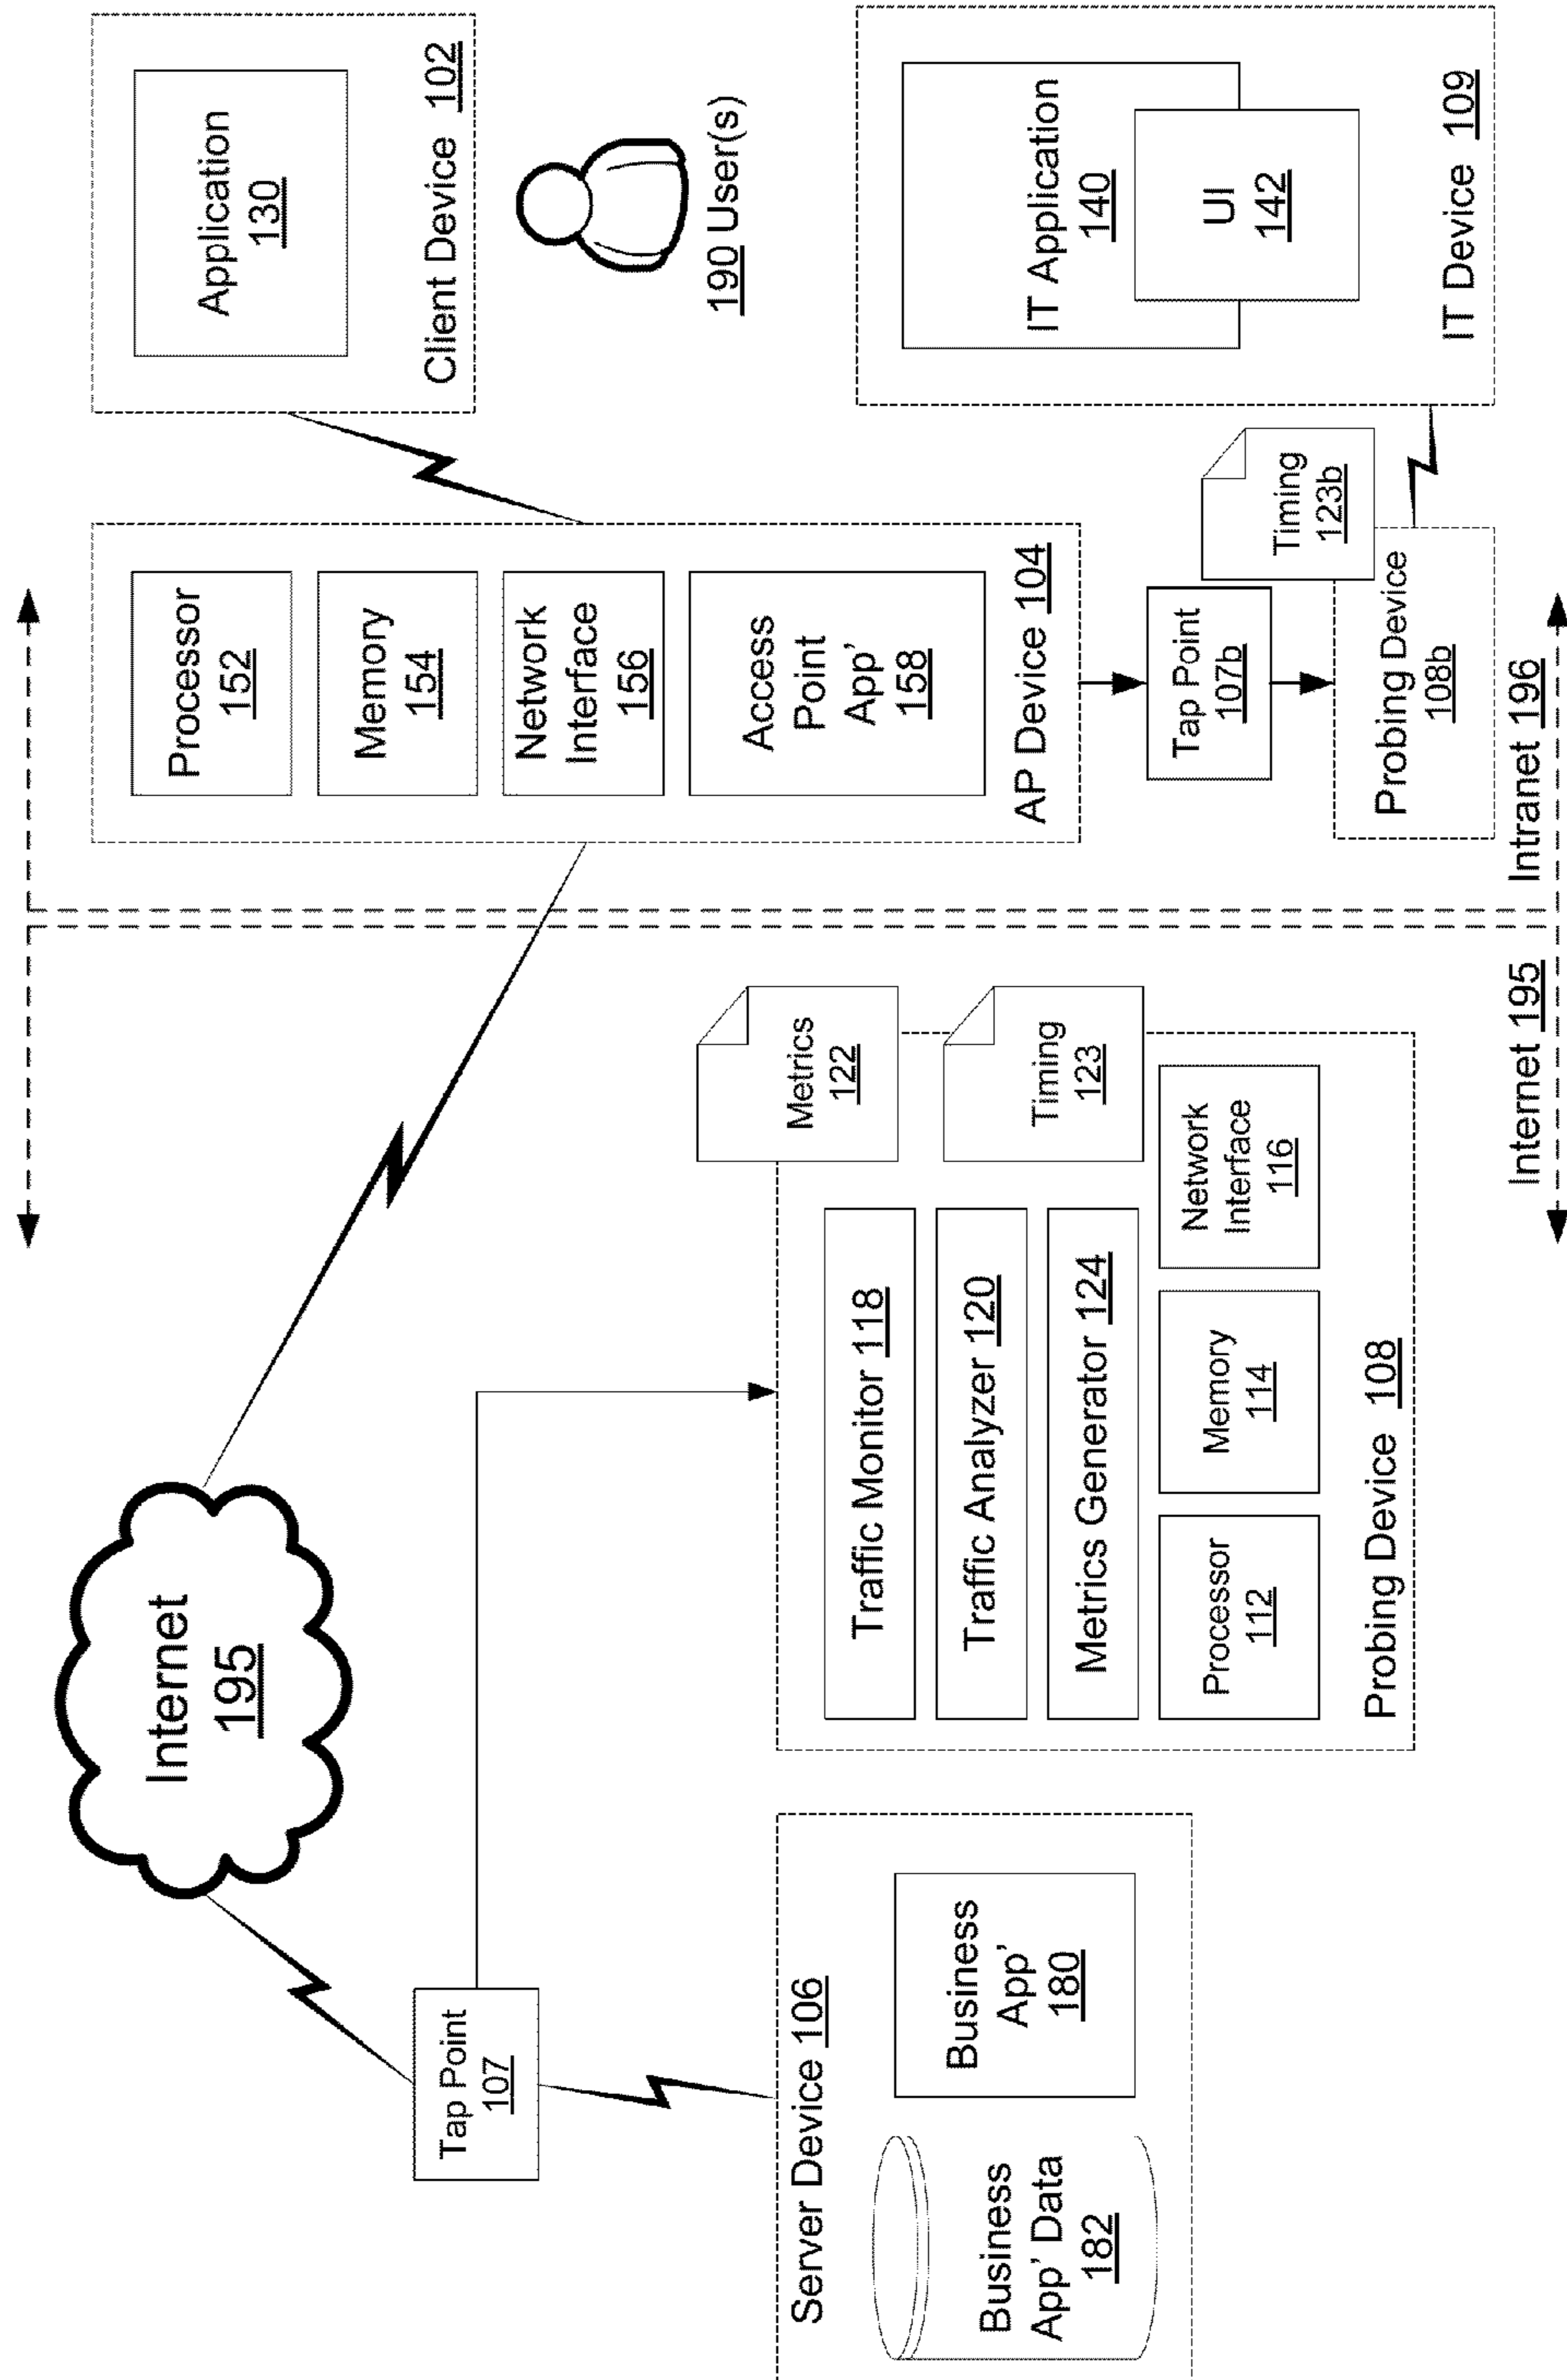 Internet
195
Tap Point
107
Server Device 106
Business
App' Data
182
Business
App'
180
Traffic Monitor 118
Traffic Analyzer 120
Metrics Generator 124
Processor
112
Memory
114
Network
Interface
116
Metrics
122
Timing
123
Probing Device 108
Internet 195
Intranet 196
Processor
152
Memory
154
Network
Interface
156
Access
Point
App'
158
AP Device 104
Tap Point
107b
Timing
123b
Probing Device
108b
Application
130
Client Device 102
190 User(s)
IT Application
140
UI
142
IT Device 109